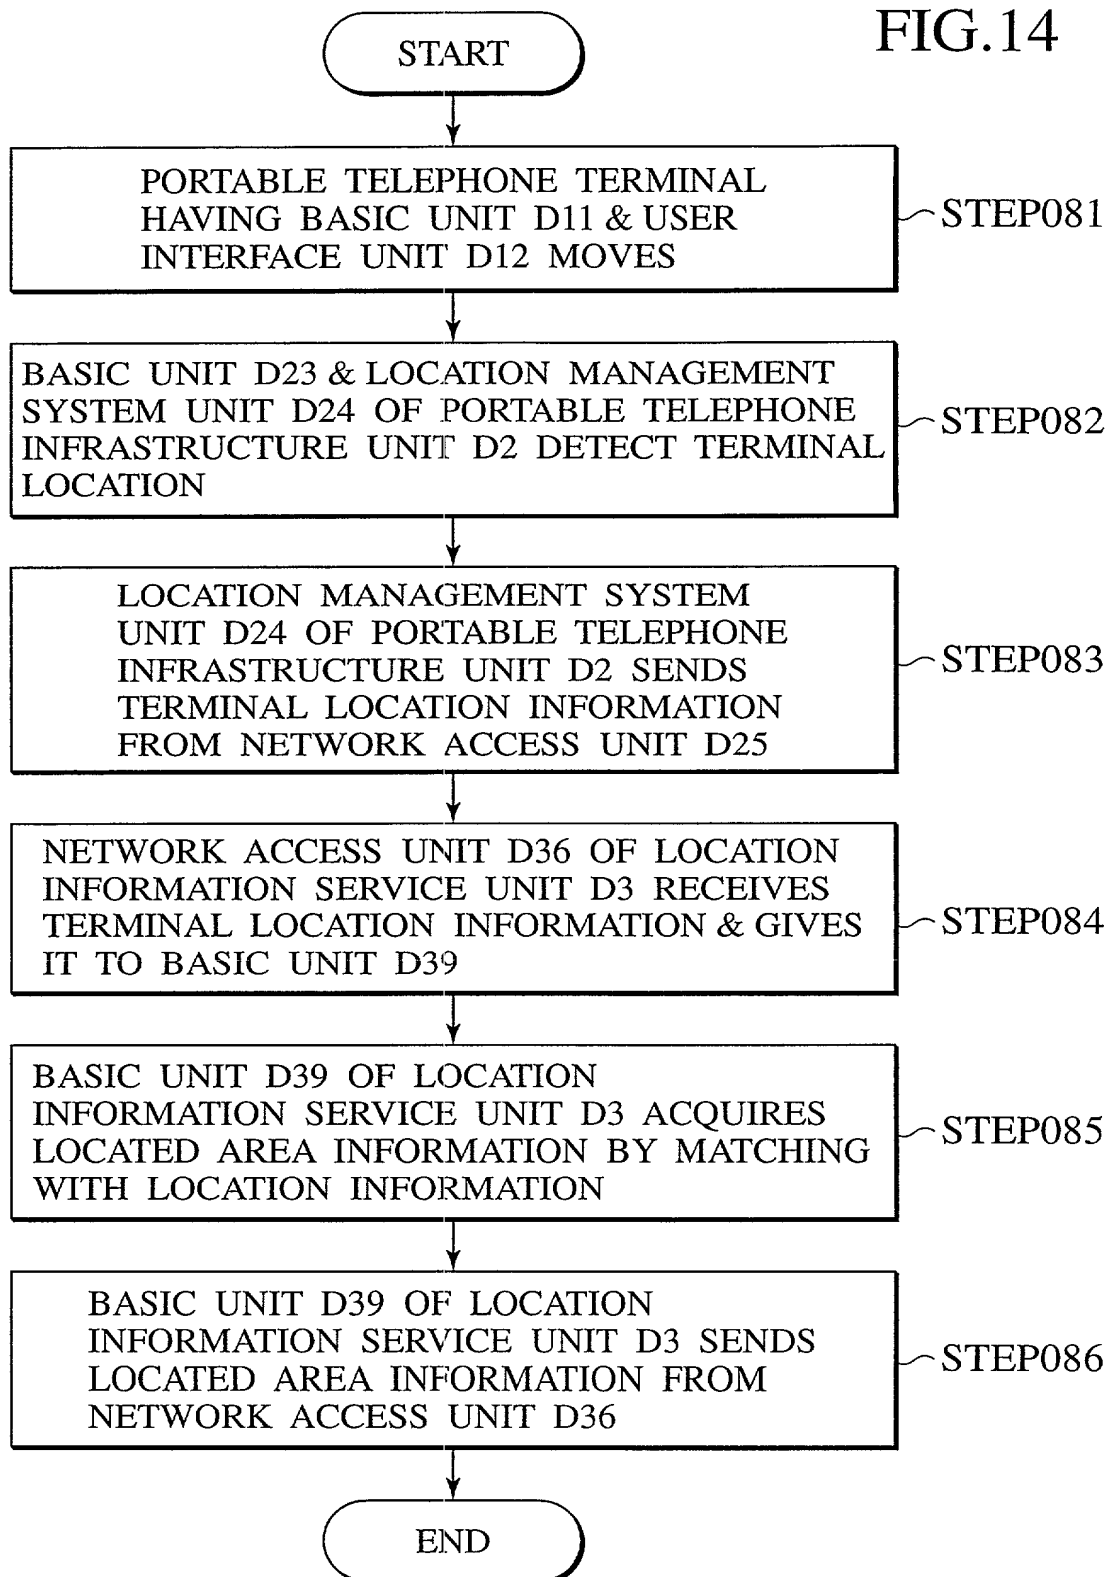 FIG.14
START
PORTABLE TELEPHONE TERMINAL
HAVING BASIC UNIT D11 & USER
INTERFACE UNIT D12 MOVES
STEP081
BASIC UNIT D23 & LOCATION MANAGEMENT
SYSTEM UNIT D24 OF PORTABLE TELEPHONE
INFRASTRUCTURE UNIT D2 DETECT TERMINAL
LOCATION
STEP082
LOCATION MANAGEMENT SYSTEM
UNIT D24 OF PORTABLE TELEPHONE
INFRASTRUCTURE UNIT D2 SENDS
TERMINAL LOCATION INFORMATION
FROM NETWORK ACCESS UNIT D25
STEP083
NETWORK ACCESS UNIT D36 OF LOCATION
INFORMATION SERVICE UNIT D3 RECEIVES
TERMINAL LOCATION INFORMATION & GIVES
IT TO BASIC UNIT D39
STEP084
BASIC UNIT D39 OF LOCATION
INFORMATION SERVICE UNIT D3 ACQUIRES
LOCATED AREA INFORMATION BY MATCHING
WITH LOCATION INFORMATION
STEP085
BASIC UNIT D39 OF LOCATION
INFORMATION SERVICE UNIT D3 SENDS
LOCATED AREA INFORMATION FROM
NETWORK ACCESS UNIT D36
STEP086
END